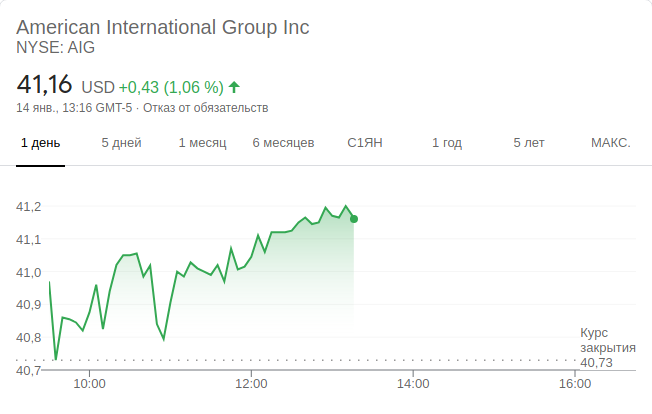 American International Group Inc
NYSE: AIG
41,16 USD +0,43 (1,06 %)
14 янв., 13:16 GMT-5 · Отказ от обязательств
1 день 5 дней 1 месяц 6 месяцев С1ЯН 1 год 5 лет МАКС.
41,2
41,1
41,0
40,9
40,8
40,7
Курс
закрытия
40,73
10:00 12:00 14:00 16:00